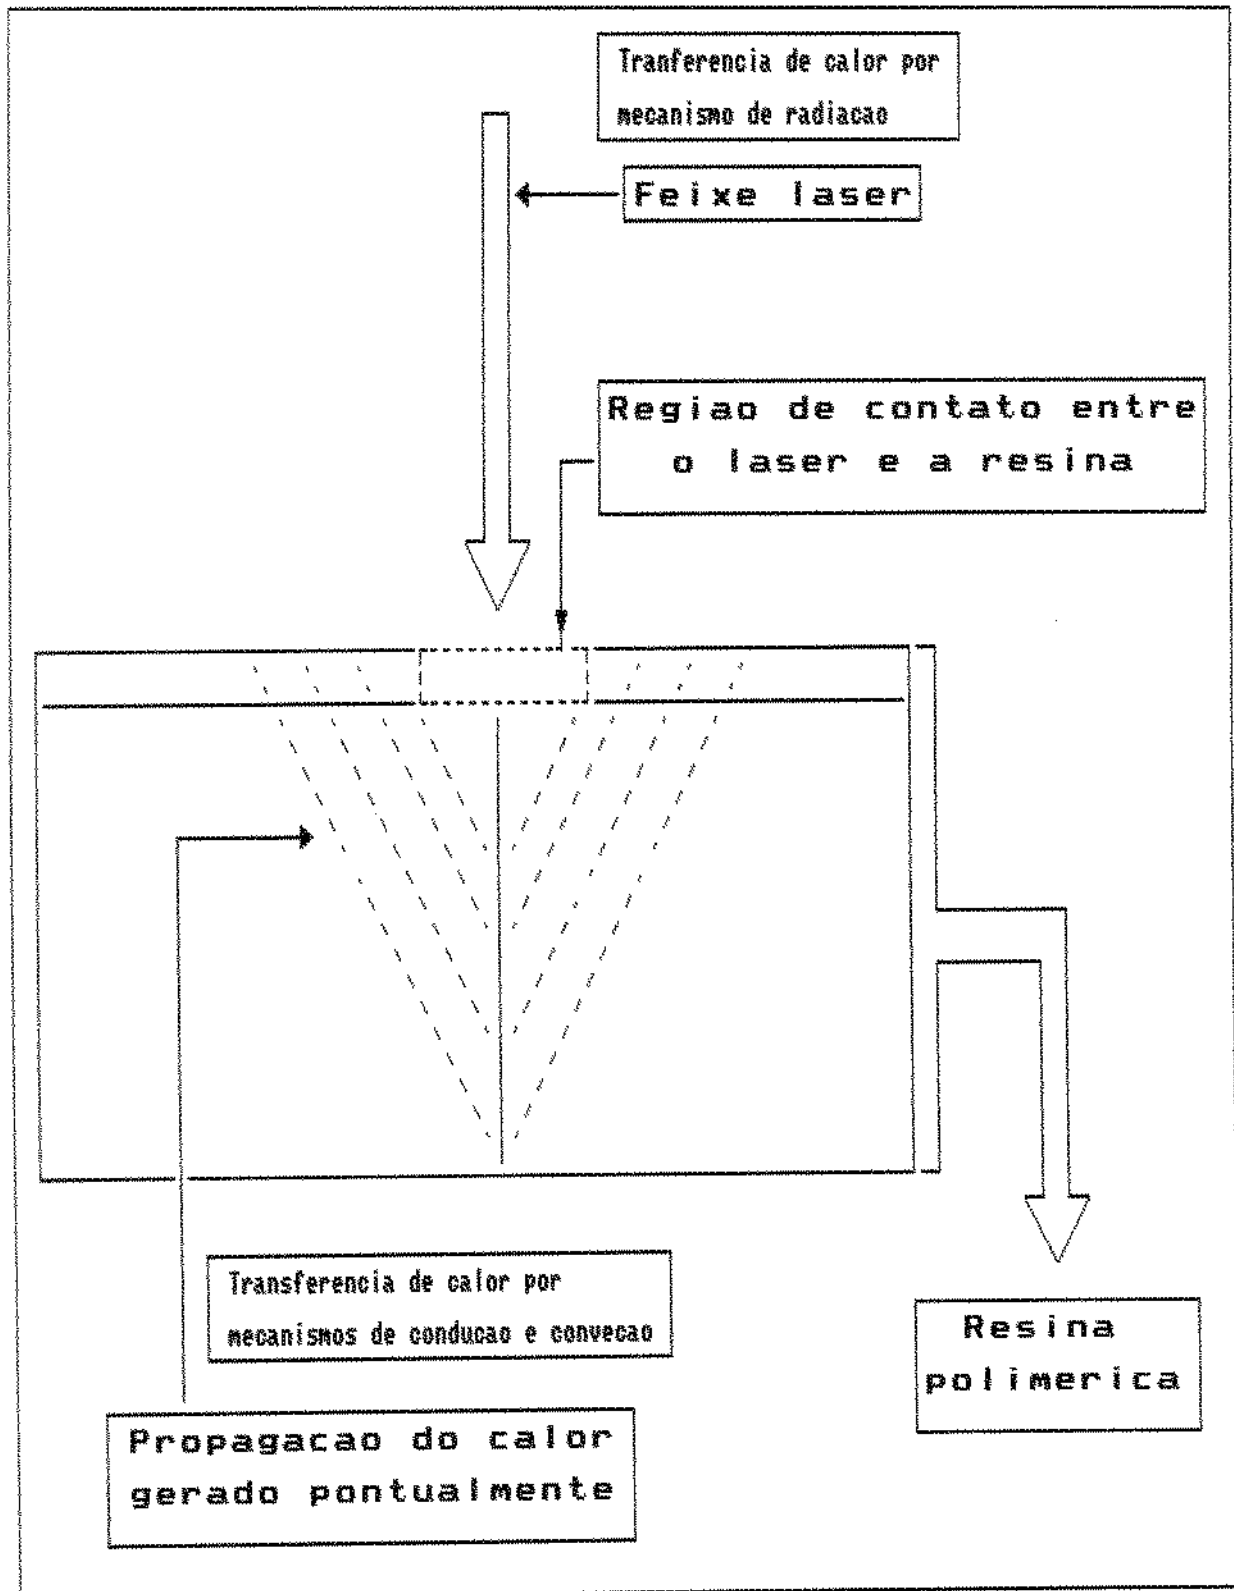 Tranferencia de calor por
mecanismo de radiacao
Feixe laser
Regiao de contato entre
o laser e a resina
Transferencia de calor por
mecanismos de conducao e convecao
Resina
polimerica
Propagacao do calor
gerado pontualmente